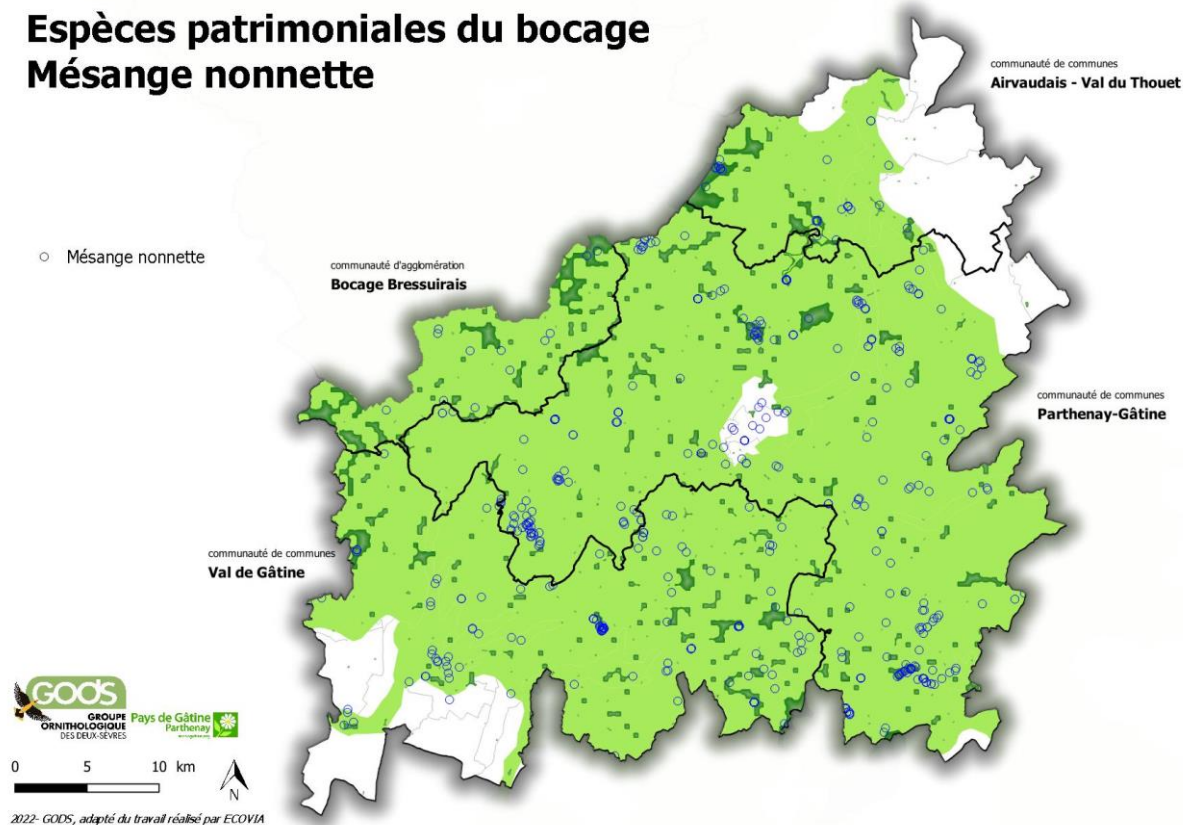 Espèces patrimoniales du bocage
Mésange nonnette
communauté de communes
Airvaudais - Val du Thouet
Mésange nonnette
communauté d'agglomération
Bocage Bressuirais
communauté de communes
Parthenay-Gâtine
communauté de communes
Val de Gâtine
GODS
GROUPE
ORNITHOLOGIQUE
DES DEUX-SÈVRES
Pays de Gâtine
Parthenay
0 5 10 km
N
2022- GODS, adapté du travail réalisé par ECOVIA